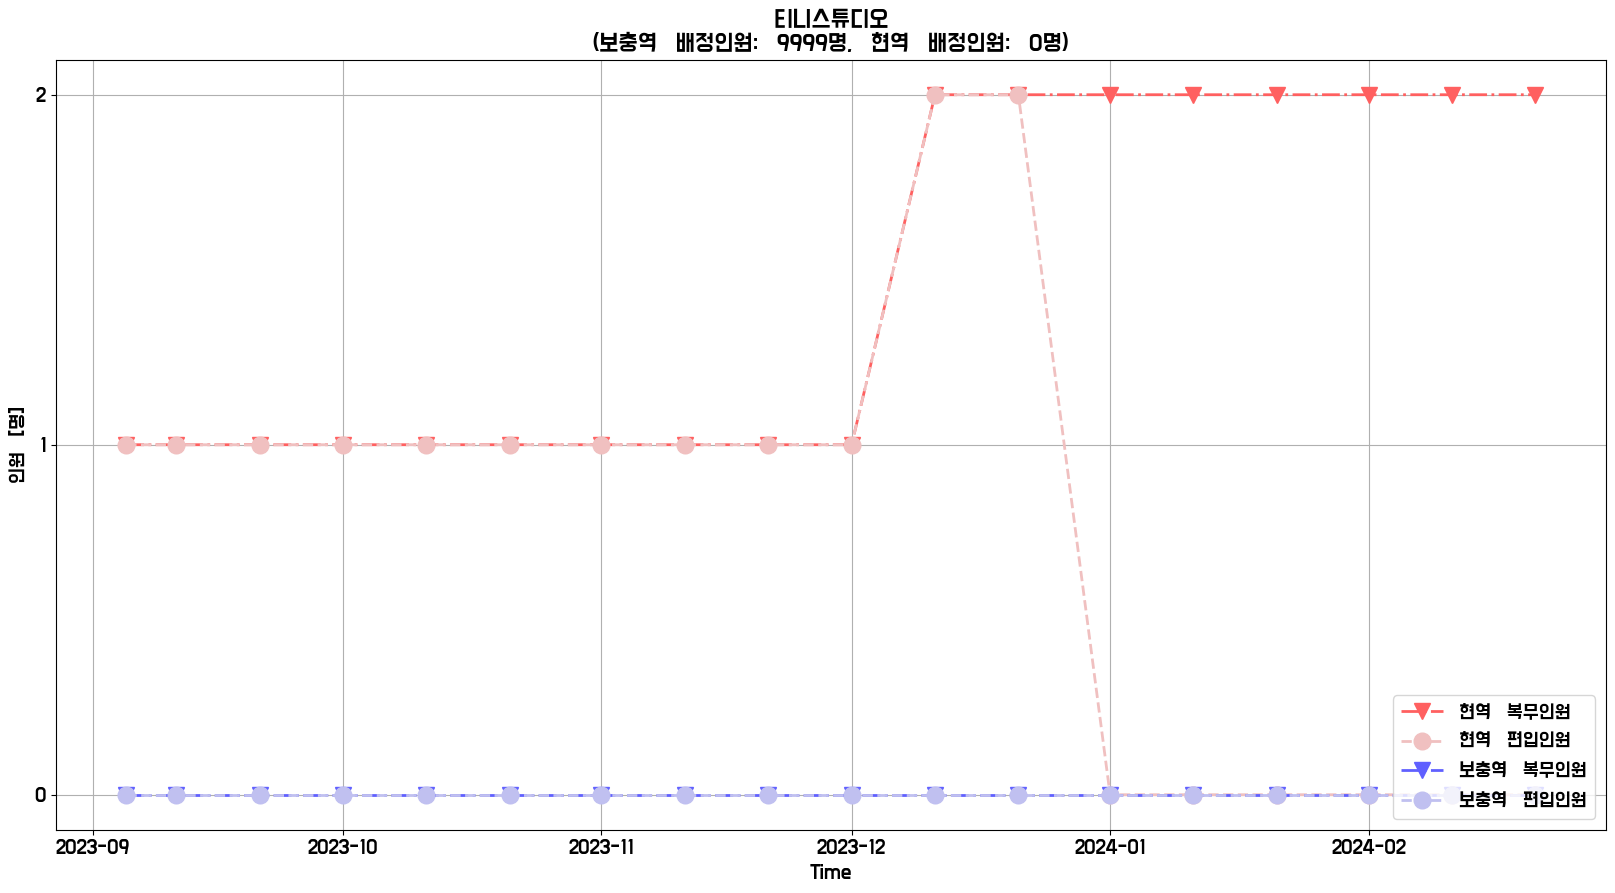 티니스튜디오
(보충역 배정인원: 9999명, 현역 배정인원: 0명)
2
1
0
인원 [명]
2023-09 2023-10 2023-11 2023-12 2024-01 2024-02
Time
현역 복무인원
현역 편입인원
보충역 복무인원
보충역 편입인원